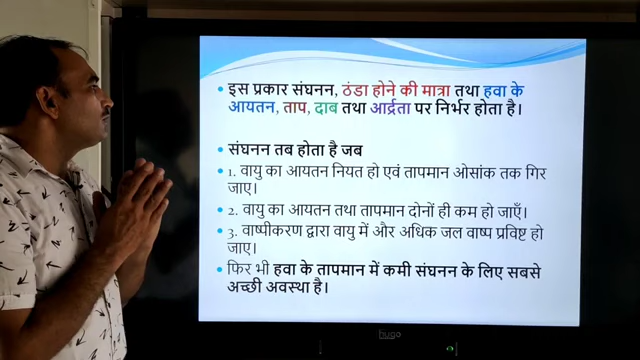 इस प्रकार संघनन, ठंडा होने की मात्रा तथा हवा के
आयतन, ताप, दाब तथा आर्द्रता पर निर्भर होता है।
संघनन तब होता है जब
1. वायु का आयतन नियत हो एवं तापमान ओसांक तक गिर
जाए।
2. वायु का आयतन तथा तापमान दोनों ही कम हो जाएँ।
3. वाष्पीकरण द्वारा वायु में और अधिक जल वाष्प प्रविष्ट हो
जाए।
फिर भी हवा के तापमान में कमी संघनन के लिए सबसे
अच्छी अवस्था है।
hugo